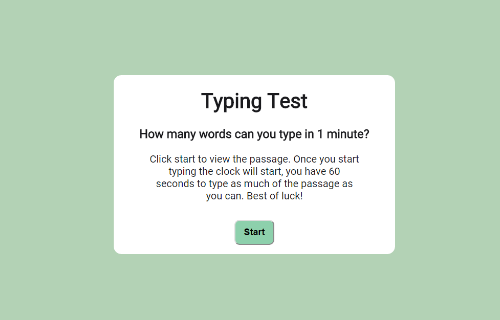 Typing Test
How many words can you type in 1 minute?
Click start to view the passage. Once you start
typing the clock will start, you have 60
seconds to type as much of the passage as
you can. Best of luck!
Start